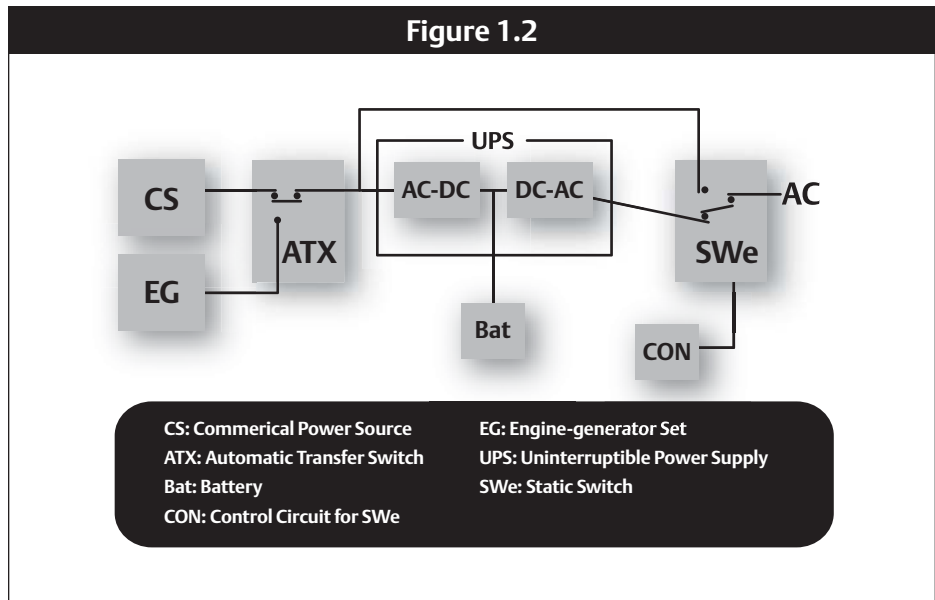 Figure 1.2
UPS
CS
AC-DC
DC-AC
AC
ATX
SWe
EG
Bat
CON
CS: Commerical Power Source
EG: Engine-generator Set
ATX: Automatic Transfer Switch
UPS: Uninterruptible Power Supply
Bat: Battery
SWe: Static Switch
CON: Control Circuit for SWe